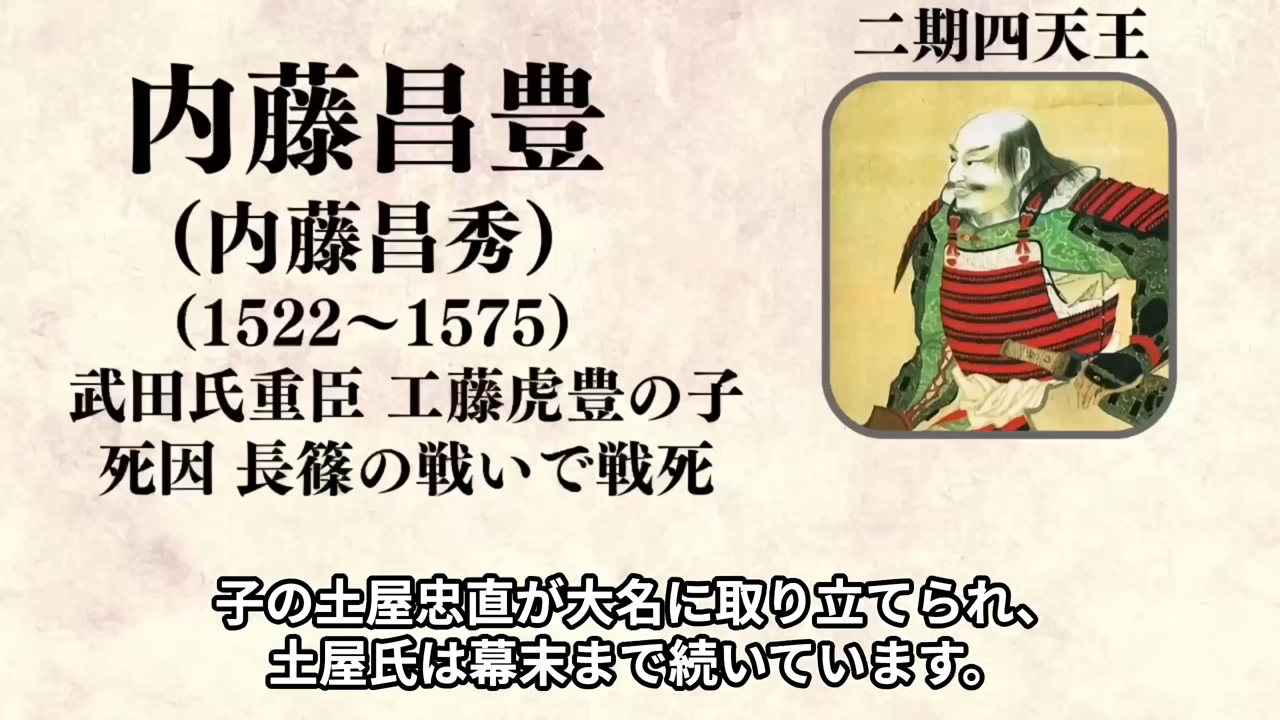 二期四天王
内藤昌豊
(内藤昌秀)
(1522〜1575)
武田氏重臣 工藤虎豊の子
死因 長篠の戦いで戦死
子の土屋忠直が大名に取り立てられ、
土屋氏は幕末まで続いています。